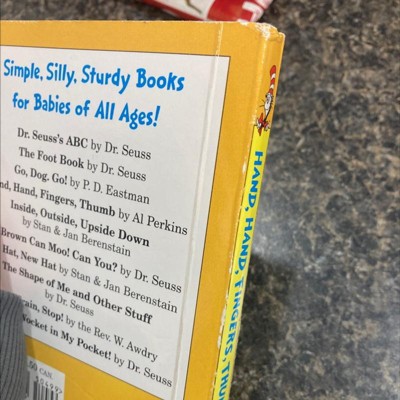 Simple, Silly, Sturdy Books
for Babies of All Ages!
Dr. Seuss's ABC by Dr. Seuss
The Foot Book by Dr. Seuss
Go, Dog. Go! by P. D. Eastman
nd, Hand, Fingers, Thumb by Al Perkins
Inside, Outside, Upside Down
by Stan & Jan Berenstain
Brown Can Moo! Can You? by Dr. Seuss
Hat, New Hat by Stan & Jan Berenstain
The Shape of Me and Other Stuff
by Dr. Seuss
ain, Stop! by the Rev. W. Awdry
ocket in My Pocket! by Dr. Seuss
.50 CAN.
HAND, HAND, FINGERS, THU